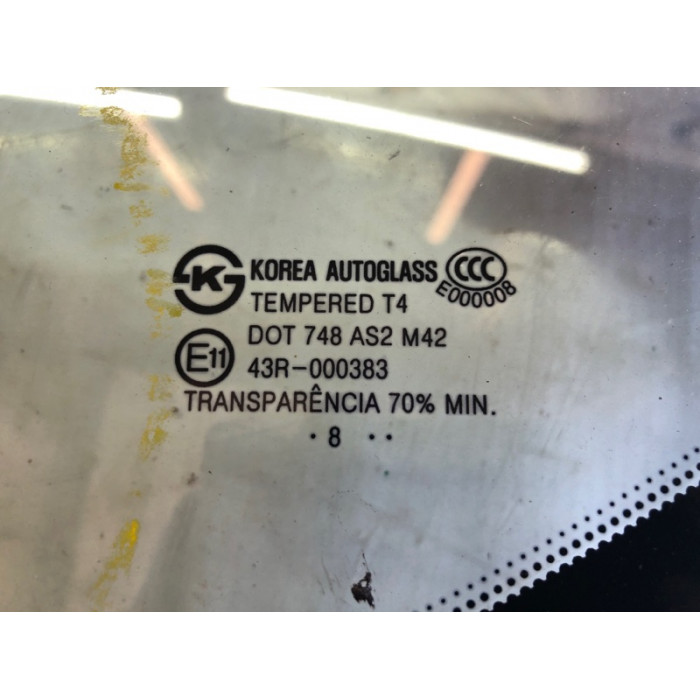 K KOREA AUTOGLASS CCC
E000008
TEMPERED T4
DOT 748 AS2 M42
E11 43R-000383
TRANSPARÊNCIA 70% MIN.
· 8 ··